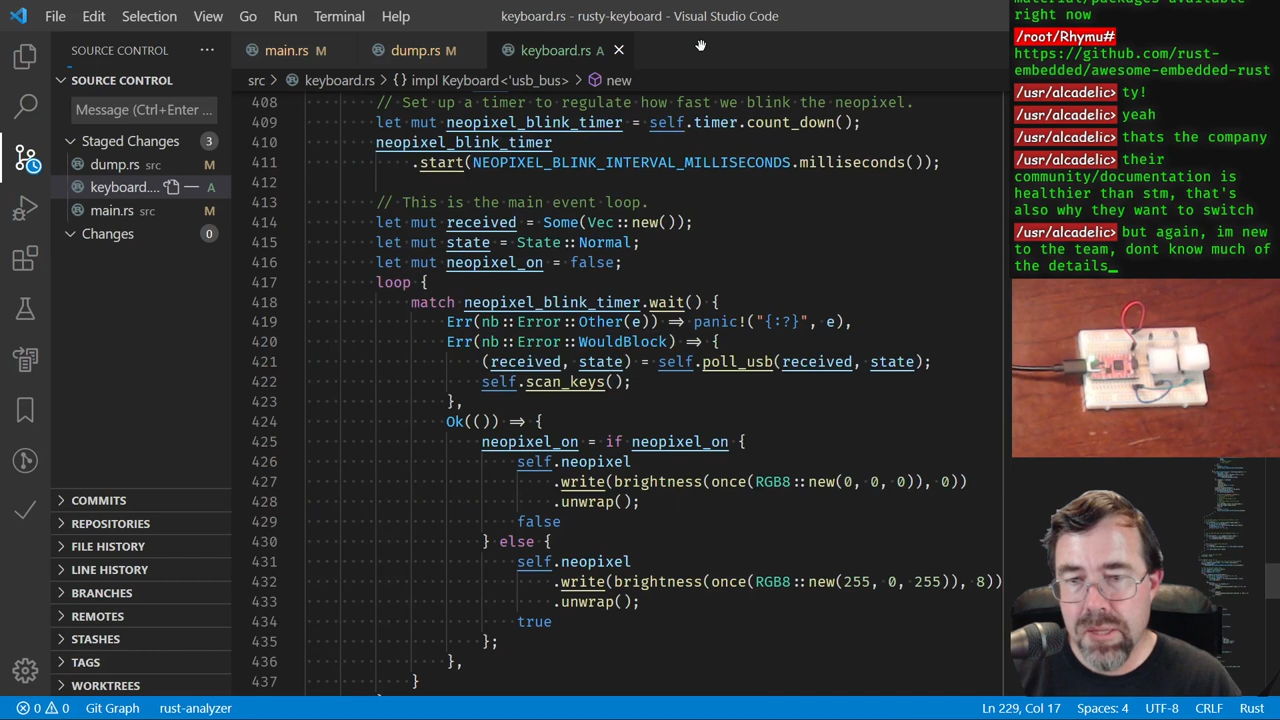 File Edit Selection View Go Run Terminal Help
keyboard.rs - rusty-keyboard - Visual Studio Code
SOURCE CONTROL ···
SOURCE CONTROL
Message (Ctrl+Enter ...
Staged Changes 3
dump.rs src M
keyboard.... A
main.rs src M
Changes 0
COMMITS
REPOSITORIES
FILE HISTORY
LINE HISTORY
BRANCHES
REMOTES
STASHES
TAGS
WORKTREES
main.rs M dump.rs M keyboard.rs A
src > keyboard.rs > {} impl Keyboard<'usb_bus> > new
408 // Set up a timer to regulate how fast we blink the neopixel.
409 let mut neopixel_blink_timer = self.timer.count_down();
410 neopixel_blink_timer
411 .start(NEOPIXEL_BLINK_INTERVAL_MILLISECONDS.milliseconds());
412
413 // This is the main event loop.
414 let mut received = Some(Vec::new());
415 let mut state = State::Normal;
416 let mut neopixel_on = false;
417 loop {
418 match neopixel_blink_timer.wait() {
419 Err(nb::Error::Other(e)) => panic!("{:?}", e),
420 Err(nb::Error::WouldBlock) => {
421 (received, state) = self.poll_usb(received, state);
422 self.scan_keys();
423 },
424 Ok(()) => {
425 neopixel_on = if neopixel_on {
426 self.neopixel
427 .write(brightness(once(RGB8::new(0, 0, 0)), 0))
428 .unwrap();
429 false
430 } else {
431 self.neopixel
432 .write(brightness(once(RGB8::new(255, 0, 255)), 8))
433 .unwrap();
434 true
435 };
436 },
437 }
material/packages available
right now
/root/Rhymu#
https://github.com/rust-
embedded/awesome-embedded-rust
/usr/alcadelic> ty!
/usr/alcadelic> yeah
/usr/alcadelic> thats the company
/usr/alcadelic> their
community/documentation is
healthier than stm, that's
also why they want to switch
/usr/alcadelic> but again, im new
to the team, dont know much of
the details_
0 0 Git Graph rust-analyzer Ln 229, Col 17 Spaces: 4 UTF-8 CRLF Rust